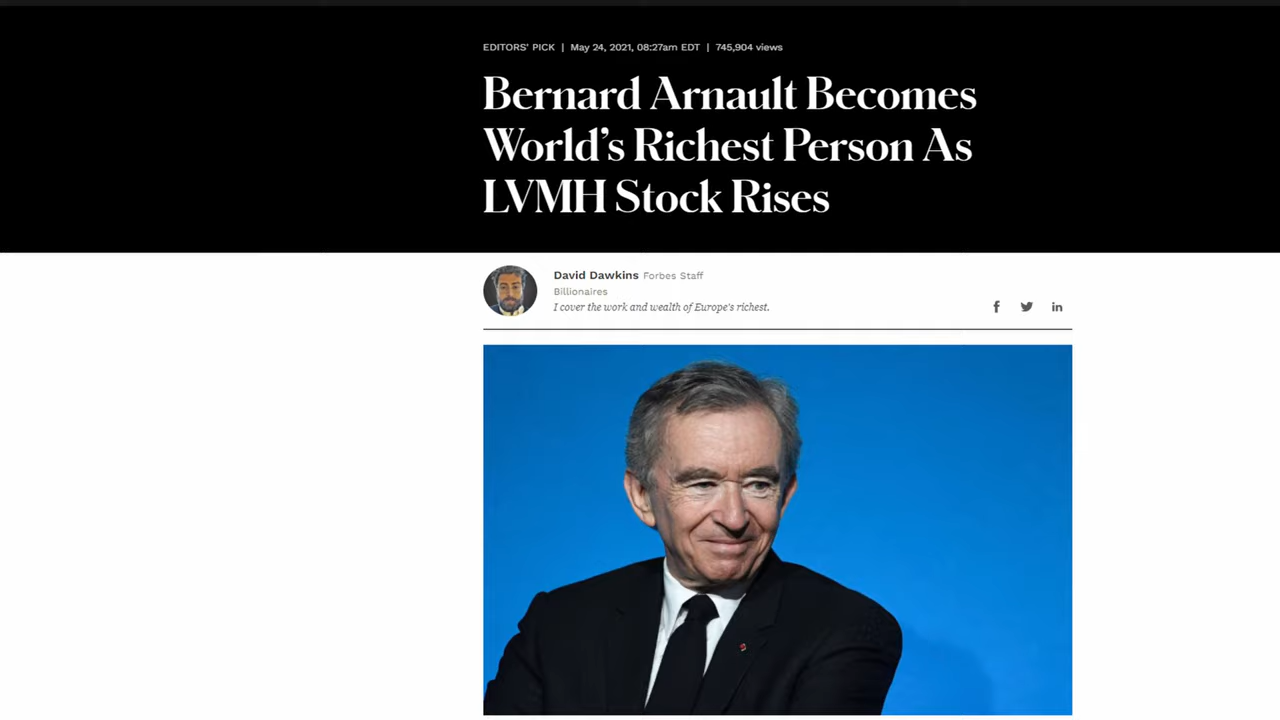 EDITORS' PICK | May 24, 2021, 08:27am EDT | 745,904 views
Bernard Arnault Becomes
World's Richest Person As
LVMH Stock Rises
David Dawkins Forbes Staff
Billionaires
I cover the work and wealth of Europe's richest.